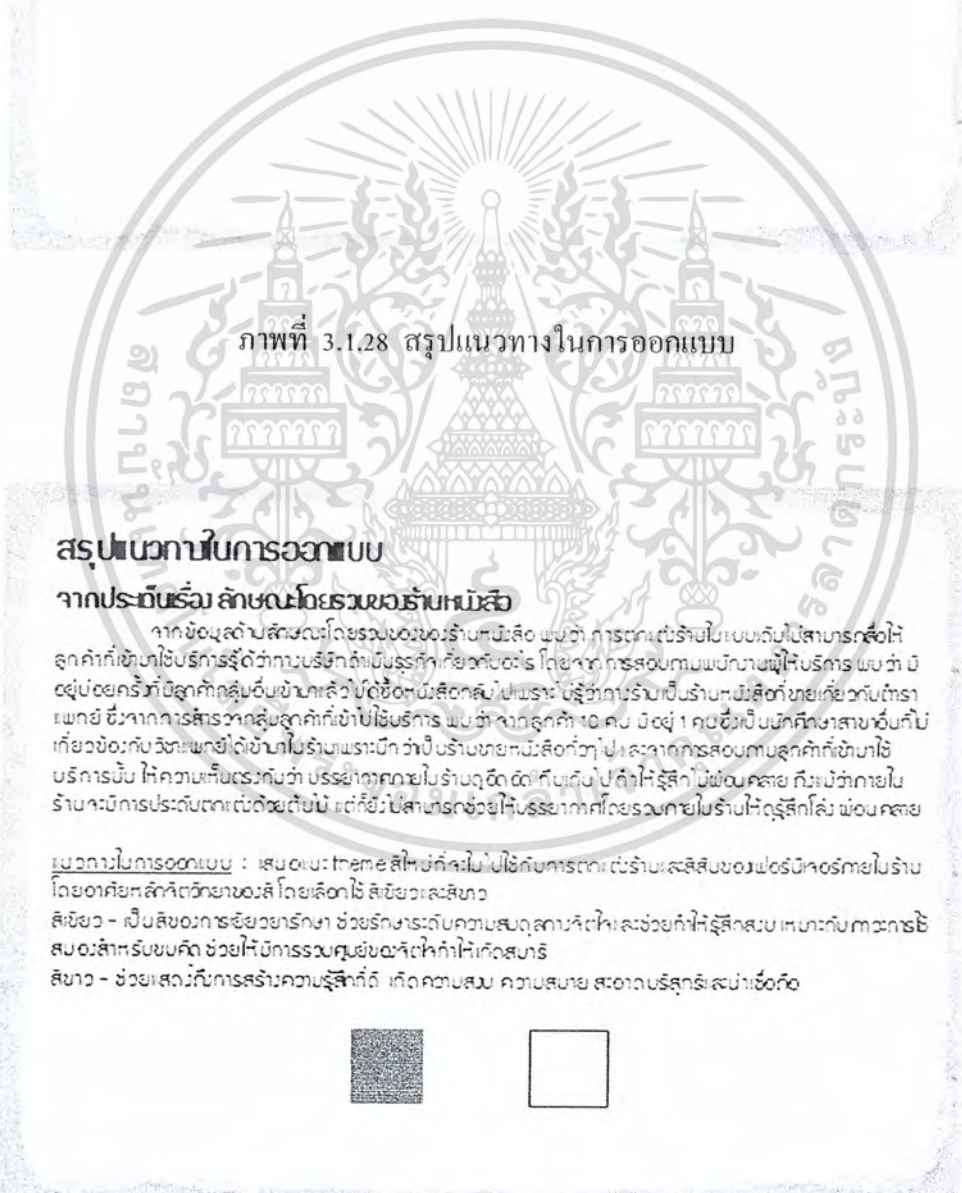 ภาพที่ 3.1.28 สรุปแนวทางในการออกแบบ
สถาบันเทคโนโลยีพระจอมเกล้าเจ้าคุณทหารลาดกระบัง
สรุปแนวทางในการออกแบบ
จากประเด็นเรื่อง ลักษณะโดยรวมของร้านหนังสือ
จากข้อมูลด้านลักษณะโดยรวมของของร้านหนังสือ พบว่า การตกแต่งร้านในแบบเดิมไม่สามารถสื่อให้
ลูกค้าที่เข้ามาใช้บริการรู้ได้ว่าทางบริษัทดำเนินธุรกิจเกี่ยวกับอะไร โดยจากการสอบถามพนักงานผู้ให้บริการ พบว่า มี
อยู่บ่อยครั้งที่มีลูกค้ากลุ่มอื่นเข้ามาแล้วไม่ได้ซื้อหนังสือกลับไปเพราะไม่รู้ว่าทางร้านเป็นร้านหนังสือที่ขายเกี่ยวกับตำรา
แพทย์ ซึ่งจากการสำรวจกลุ่มลูกค้าที่เข้าไปใช้บริการ พบว่า จากลูกค้า 10 คน มีอยู่ 1 คนซึ่งเป็นนักศึกษาสาขาอื่นที่ไม่
เกี่ยวข้องกับวิชาแพทย์ได้เข้ามาในร้านเพราะนึกว่าเป็นร้านขายหนังสือทั่วๆไป และจากการสอบถามลูกค้าที่เข้ามาใช้
บริการนั้น ให้ความเห็นตรงกันว่า บรรยากาศภายในร้านดูอึดอัด ทึบเกินไป ทำให้รู้สึกไม่ผ่อนคลาย ถึงแม้ว่าภายใน
ร้านจะมีการประดับตกแต่งด้วยต้นไม้ แต่ก็ยังไม่สามารถช่วยให้บรรยากาศโดยรวมภายในร้านให้ดูรู้สึกโล่ง ผ่อนคลาย
แนวทางในการออกแบบ : เสนอแนะ theme สีใหม่ที่จะใช้ไปใช้กับการตกแต่งร้านและสีสันของเฟอร์นิเจอร์ภายในร้าน
โดยอาศัยหลักจิตวิทยาของสี โดยเลือกใช้ สีเขียวและสีขาว
สีเขียว - เป็นสีของการเยียวยารักษา ช่วยรักษาระดับความสมดุลทางจิตใจและช่วยทำให้รู้สึกสงบ เหมาะกับภาวะการใช้
สมองสำหรับขบคิด ช่วยให้มีการรวมศูนย์ของจิตใจทำให้เกิดสมาธิ
สีขาว - ช่วยแสดงถึงการสร้างความรู้สึกที่ดี เกิดความสงบ ความสบาย สะอาดบริสุทธิ์และน่าเชื่อถือ